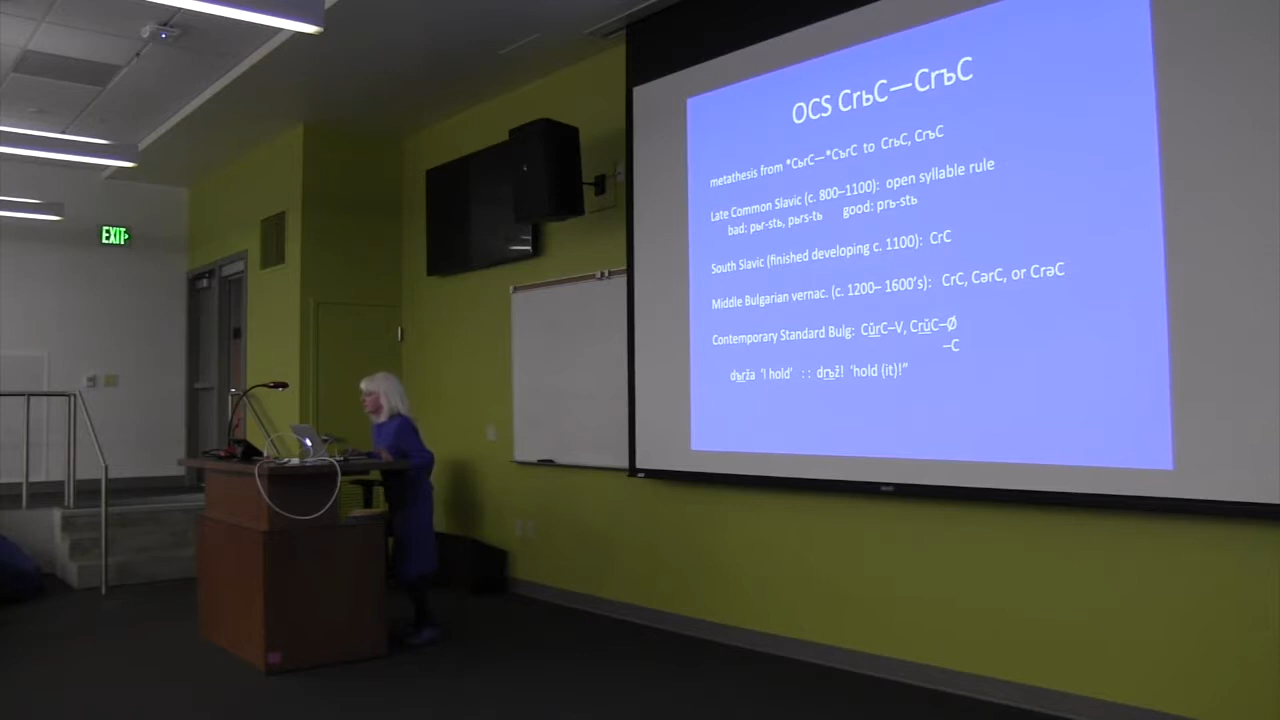 EXIT
OCS CrьC—CrъC
metathesis from *CьrC—*CъrC to CrьC, CrъC
Late Common Slavic (c. 800–1100): open syllable rule
bad: pьr-stь, pьrs-tь good: prь-stь
South Slavic (finished developing c. 1100): CrC
Middle Bulgarian vernac. (c. 1200– 1600's): CrC, CərC, or CrəC
Contemporary Standard Bulg: CŭrC–V, CrŭC–Ø
–C
dъrža 'I hold' : : drъž! 'hold (it)!"